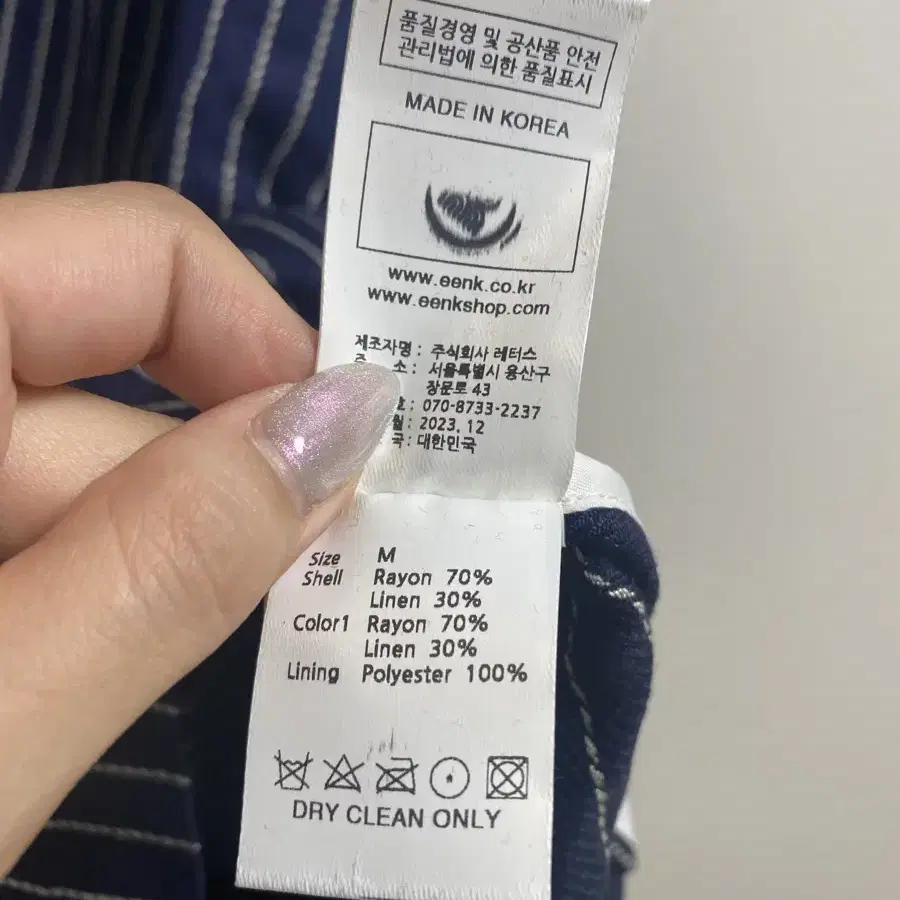 품질경영 및 공산품 안전
관리법에 의한 품질표시
MADE IN KOREA
www.eenk.co.kr
www.eenkshop.com
제조자명 : 주식회사 레터스
소 : 서울특별시 용산구
장문로 43
호 : 070-8733-2237
월 : 2023. 12
국 : 대한민국
Size M
Shell Rayon 70%
Linen 30%
Color1 Rayon 70%
Linen 30%
Lining Polyester 100%
DRY CLEAN ONLY